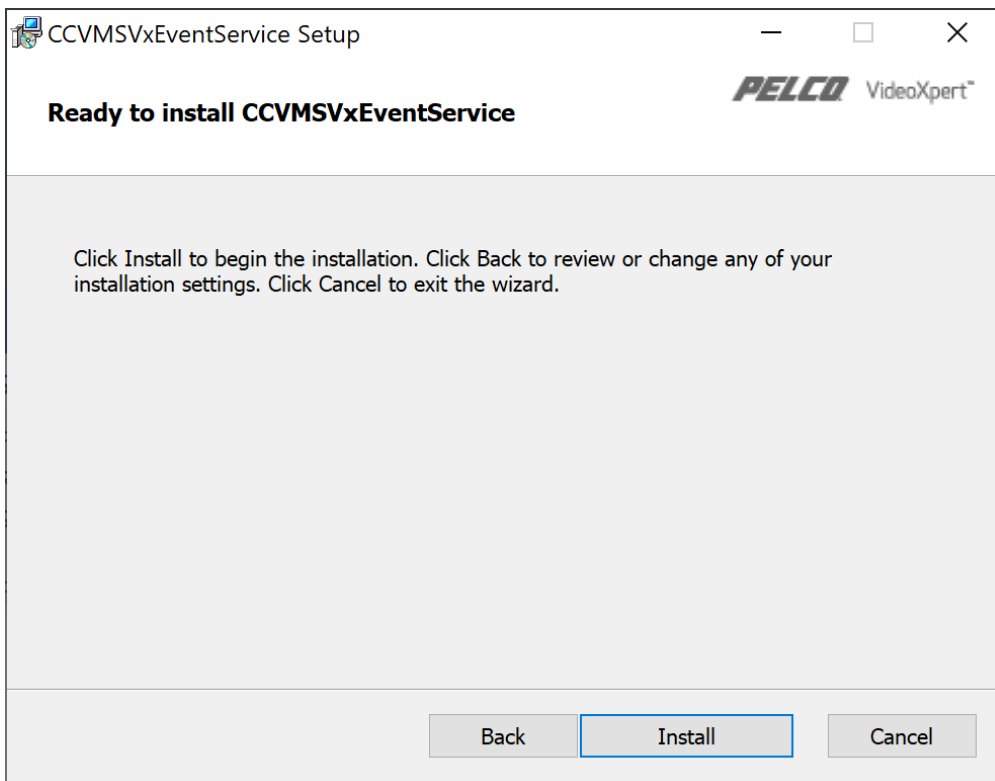 CCVMSVxEventService Setup
PELCO VideoXpert™
Ready to install CCVMSVxEventService
Click Install to begin the installation. Click Back to review or change any of your
installation settings. Click Cancel to exit the wizard.
Back Install Cancel